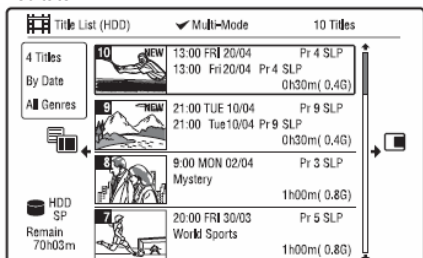 Title List (HDD) ✔Multi-Mode 10 Titles
4 Titles
By Date
All Genres
HDD
SP
Remain
70h03m
10 NEW 13:00 FRI 20/04 Pr 4 SLP
13:00 Fri 20/04 Pr 4 SLP
0h30m( 0.4G)
9 NEW 21:00 TUE 10/04 Pr 9 SLP
21:00 Tue10/04 Pr 9 SLP
0h30m( 0.4G)
8 9:00 MON 02/04 Pr 3 SLP
Mystery
1h00m( 0.8G)
7 20:00 FRI 30/03 Pr 5 SLP
World Sports
1h00m( 0.8G)